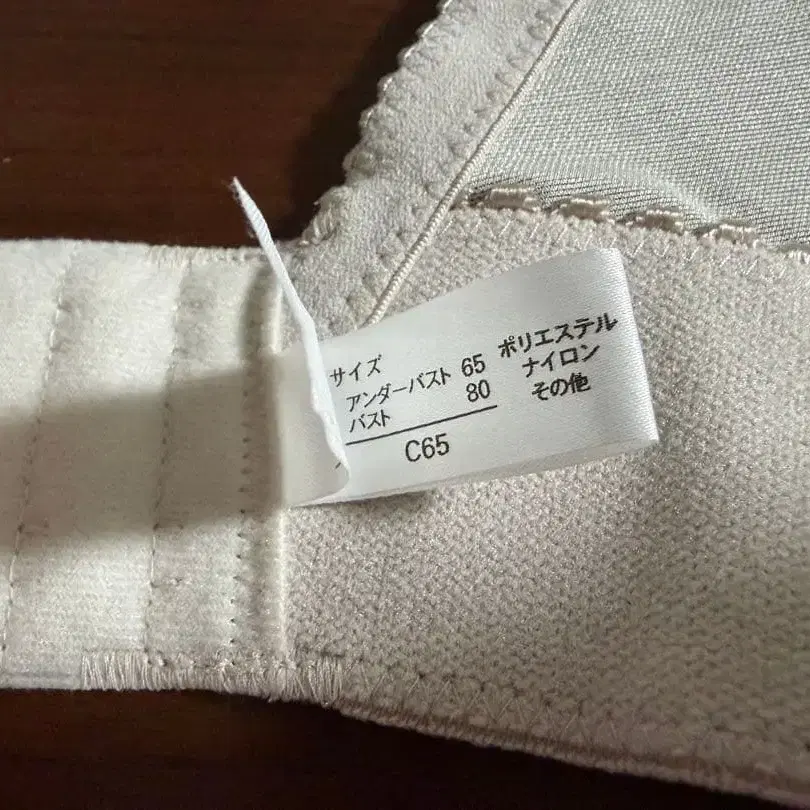 サイズ
アンダーバスト 65
バスト 80
C65
ポリエステル
ナイロン
その他